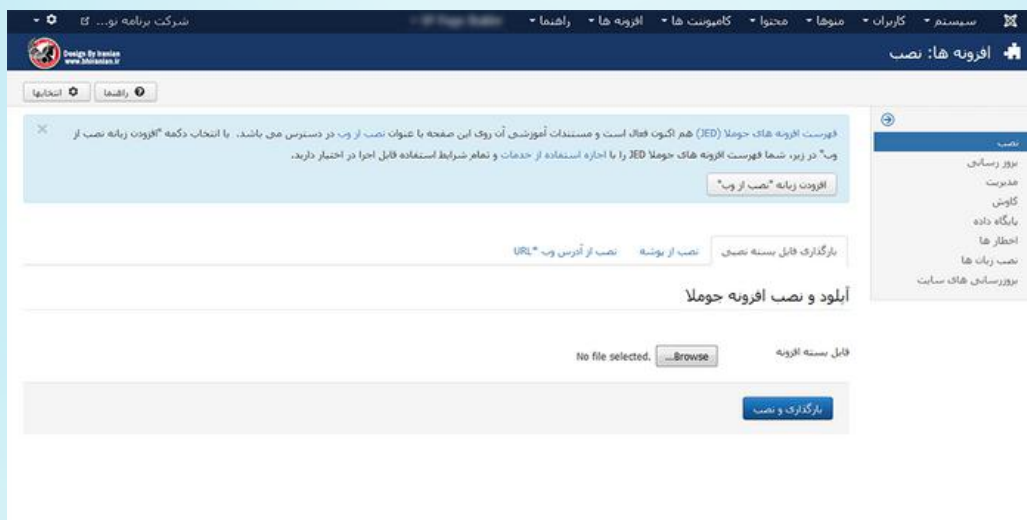 سیستم کاربران منوها محتوا کامپوننت ها افزونه ها راهنما شرکت برنامه نو...
افزونه ها: نصب
Design By Iranian
www.bhiranian.ir
راهنما انتخابها
نصب
بروز رسانی
مدیریت
کاوش
پایگاه داده
اخطار ها
نصب زبان ها
بروزرسانی های سایت
فهرست افزونه های جوملا (JED) هم اکنون فعال است و مستندات آموزشی آن روی این صفحه با عنوان نصب از وب در دسترس می باشد. با انتخاب دکمه "افزودن زبانه نصب از
وب" در زیر، شما فهرست افزونه های جوملا JED را با اجازه استفاده از خدمات و تمام شرایط استفاده قابل اجرا در اختیار دارید.
افزودن زبانه "نصب از وب"
بارگذاری فایل بسته نصبی نصب از پوشه نصب از آدرس وب *URL
آپلود و نصب افزونه جوملا
فایل بسته افزونه Browse... No file selected.
بارگذاری و نصب